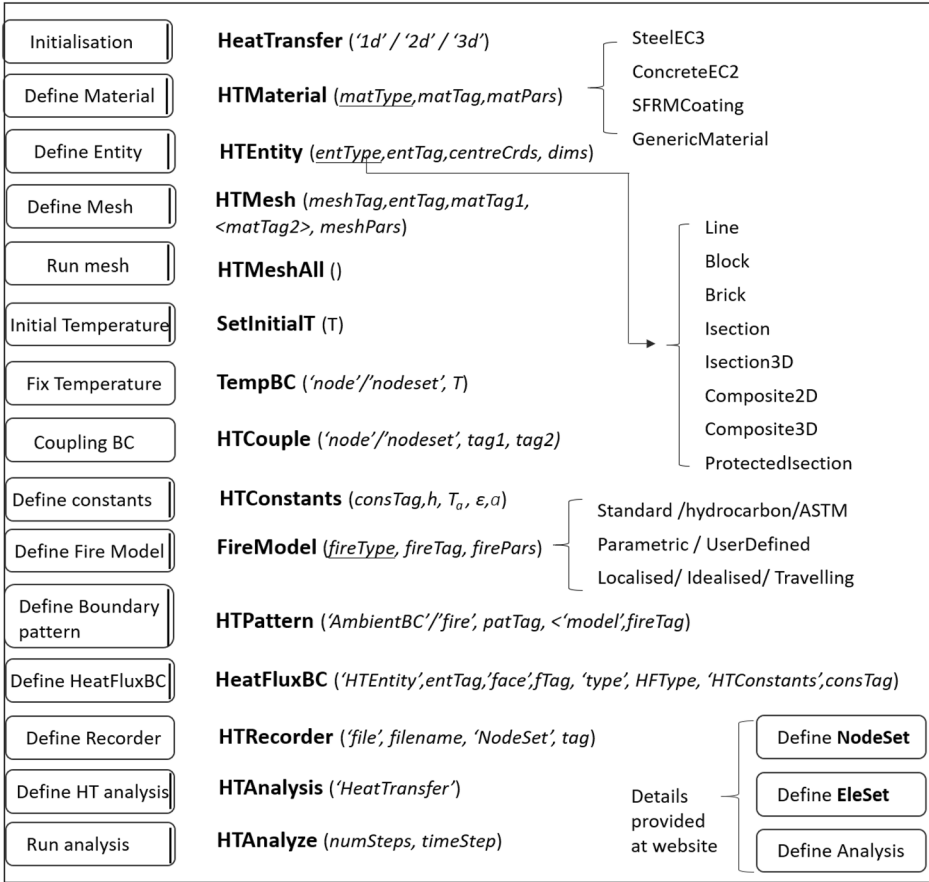 Initialisation
HeatTransfer (‘1d’ / ‘2d’ / ‘3d’)
Define Material
HTMaterial (matType,matTag,matPars)
SteelEC3
ConcreteEC2
SFRMCoating
GenericMaterial
Define Entity
HTEntity (entType,entTag,centreCrds, dims)
Define Mesh
HTMesh (meshTag,entTag,matTag1,
<matTag2>, meshPars)
Run mesh
HTMeshAll ()
Initial Temperature
SetInitialT (T)
Fix Temperature
TempBC (‘node’/’nodeset’, T)
Coupling BC
HTCouple (‘node’/’nodeset’, tag1, tag2)
Line
Block
Brick
Isection
Isection3D
Composite2D
Composite3D
ProtectedIsection
Define constants
HTConstants (consTag,h, Ta, ε,α)
Define Fire Model
FireModel (fireType, fireTag, firePars)
Standard /hydrocarbon/ASTM
Parametric / UserDefined
Localised/ Idealised/ Travelling
Define Boundary
pattern
HTPattern (‘AmbientBC’/’fire’, patTag, <‘model’,fireTag)
Define HeatFluxBC
HeatFluxBC (‘HTEntity’,entTag,’face’,fTag, ‘type’, HFType, ‘HTConstants’,consTag)
Define Recorder
HTRecorder (‘file’, filename, ‘NodeSet’, tag)
Define HT analysis
HTAnalysis (‘HeatTransfer’)
Run analysis
HTAnalyze (numSteps, timeStep)
Details
provided
at website
Define NodeSet
Define EleSet
Define Analysis